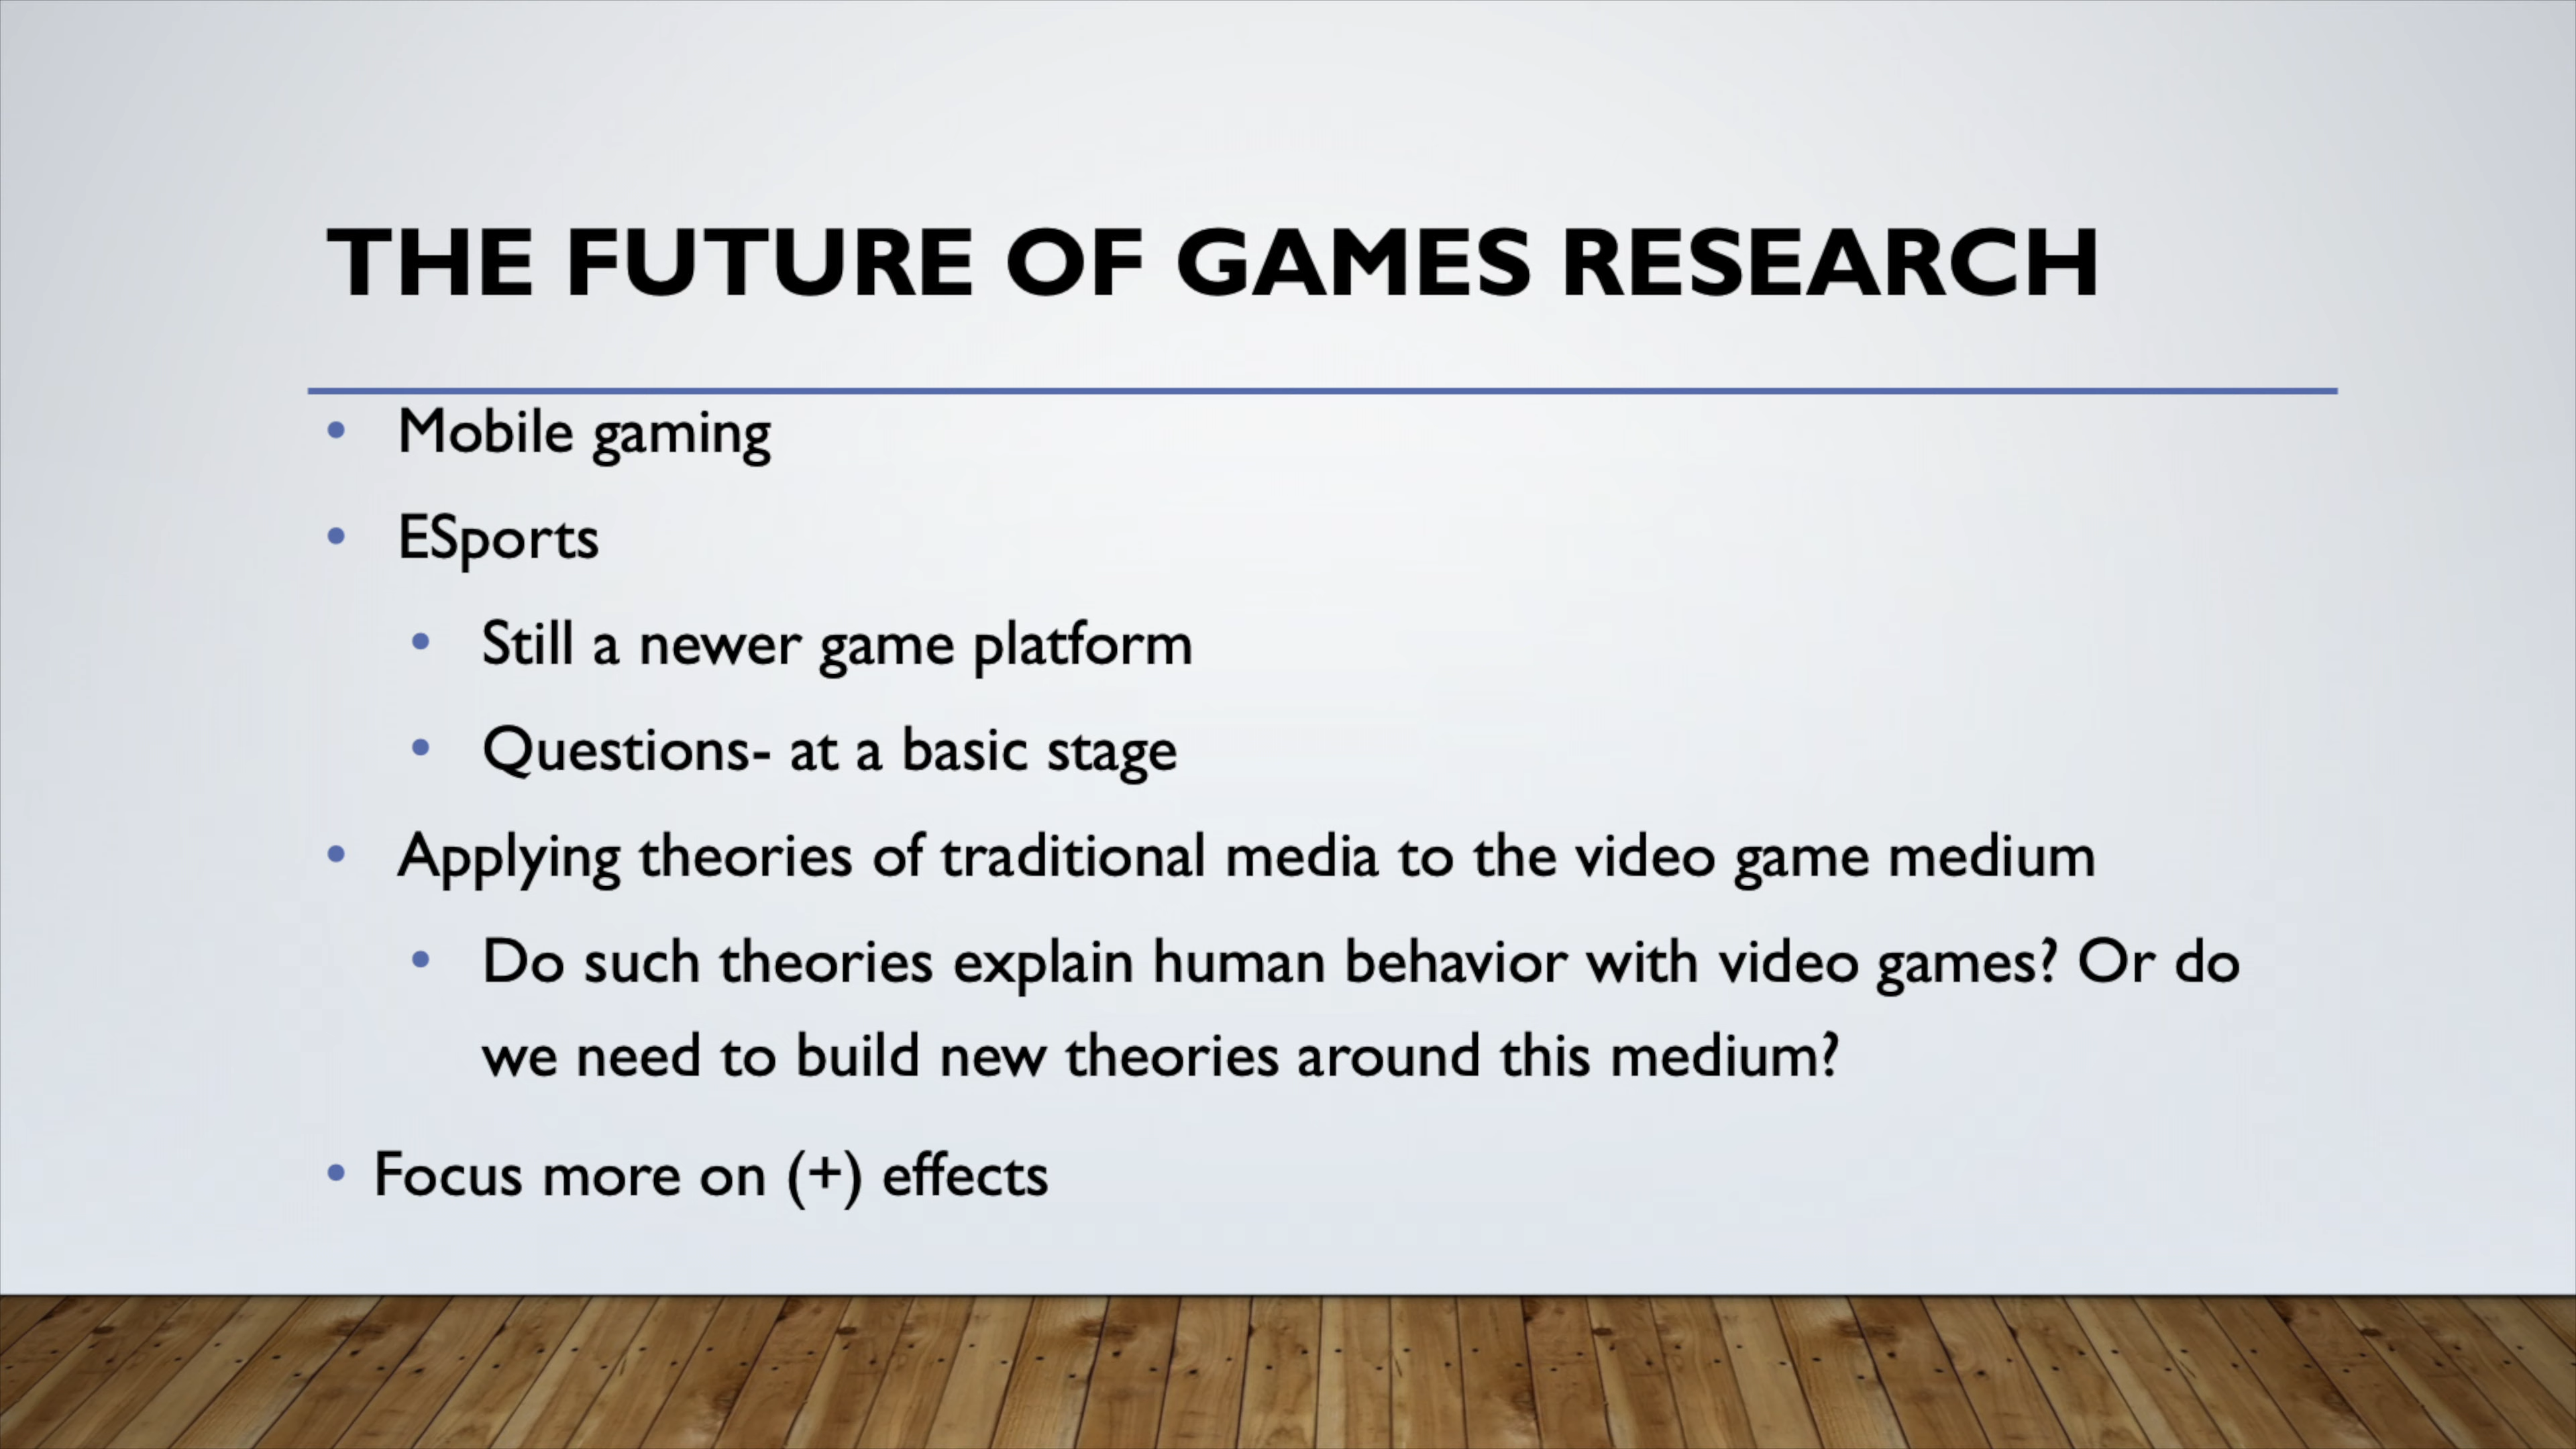 THE FUTURE OF GAMES RESEARCH
• Mobile gaming
• ESports
• Still a newer game platform
• Questions- at a basic stage
• Applying theories of traditional media to the video game medium
• Do such theories explain human behavior with video games? Or do
we need to build new theories around this medium?
• Focus more on (+) effects